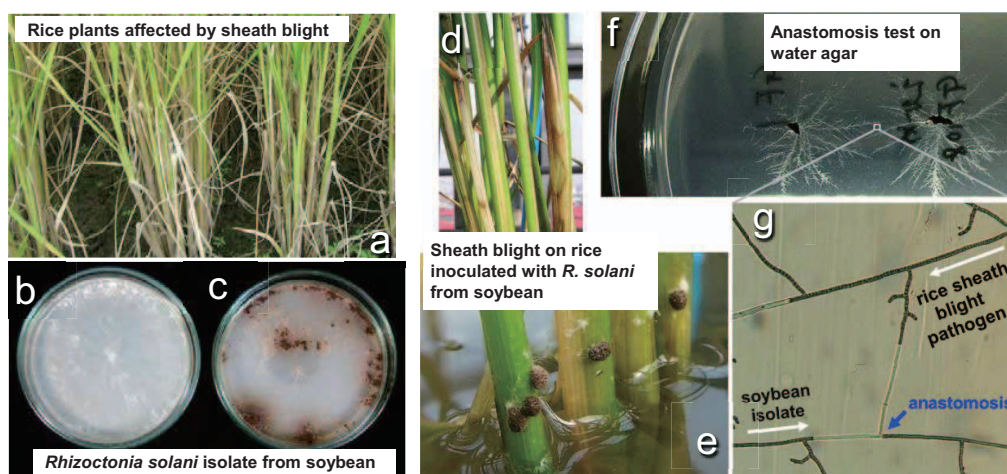 Rice plants affected by sheath blight
a
b
c
Rhizoctonia solani isolate from soybean
d
Sheath blight on rice
inoculated with R. solani
from soybean
e
f
Anastomosis test on
water agar
g
rice sheath
blight
pathogen
soybean
isolate
anastomosis